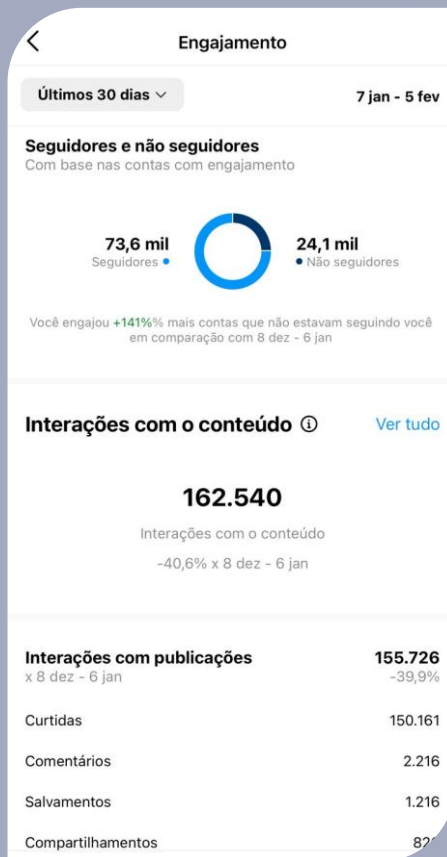 Engajamento
Últimos 30 dias
7 jan - 5 fev
Seguidores e não seguidores
Com base nas contas com engajamento
73,6 mil
Seguidores
24,1 mil
Não seguidores
Você engajou +141%% mais contas que não estavam seguindo você
em comparação com 8 dez - 6 jan
Interações com o conteúdo
Ver tudo
162.540
Interações com o conteúdo
-40,6% x 8 dez - 6 jan
Interações com publicações 155.726
x 8 dez - 6 jan -39,9%
Curtidas 150.161
Comentários 2.216
Salvamentos 1.216
Compartilhamentos